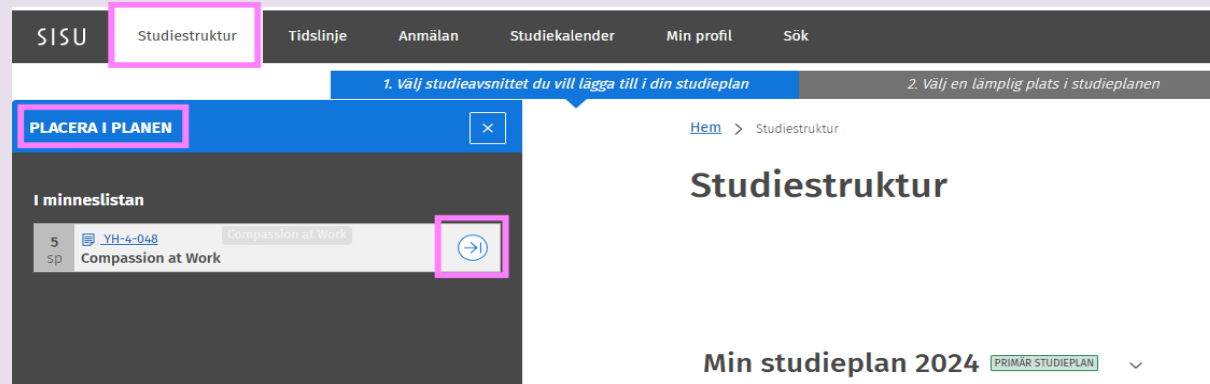 SISU Studiestruktur Tidslinje Anmälan Studiekalender Min profil Sök
1. Välj studieavsnittet du vill lägga till i din studieplan 2. Välj en lämplig plats i studieplanen
PLACERA I PLANEN
Hem > Studiestruktur
Studiestruktur
I minneslistan
5 sp YH-4-048
Compassion at Work
Compassion at Work
Min studieplan 2024 PRIMÄR STUDIEPLAN